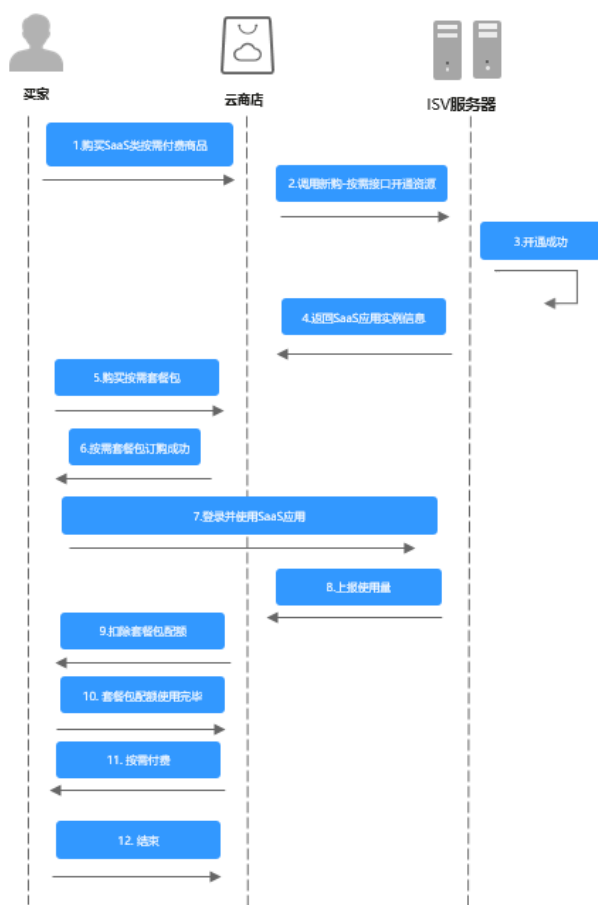 买家
云商店
ISV服务器
1.购买SaaS类按需付费商品
2.调用新购-按需接口开通资源
3.开通成功
4.返回SaaS应用实例信息
5.购买按需套餐包
6.按需套餐包订购成功
7.登录并使用SaaS应用
8.上报使用量
9.扣除套餐包配额
10. 套餐包配额使用完毕
11. 按需付费
12. 结束